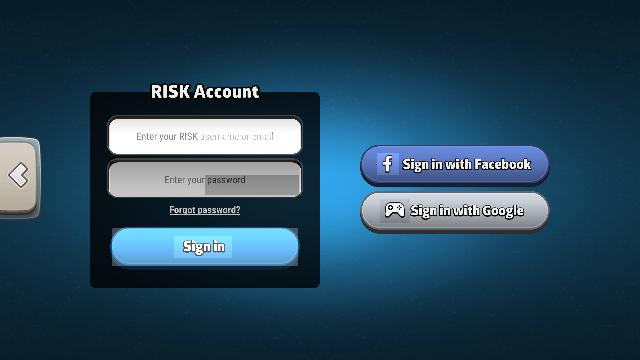 RISK Account
Enter your RISK username or email
Enter your password
Forgot password?
Sign in
Sign in with Facebook
Sign in with Google